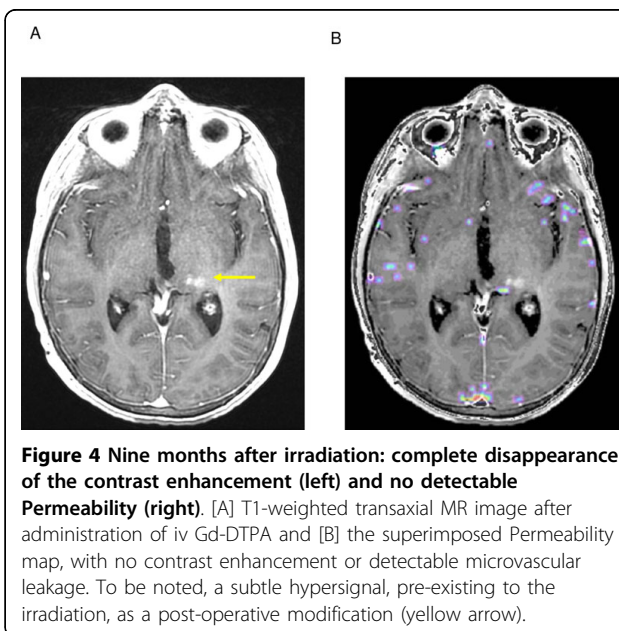 A
B
Figure 4 Nine months after irradiation: complete disappearance
of the contrast enhancement (left) and no detectable
Permeability (right). [A] T1-weighted transaxial MR image after
administration of iv Gd-DTPA and [B] the superimposed Permeability
map, with no contrast enhancement or detectable microvascular
leakage. To be noted, a subtle hypersignal, pre-existing to the
irradiation, as a post-operative modification (yellow arrow).